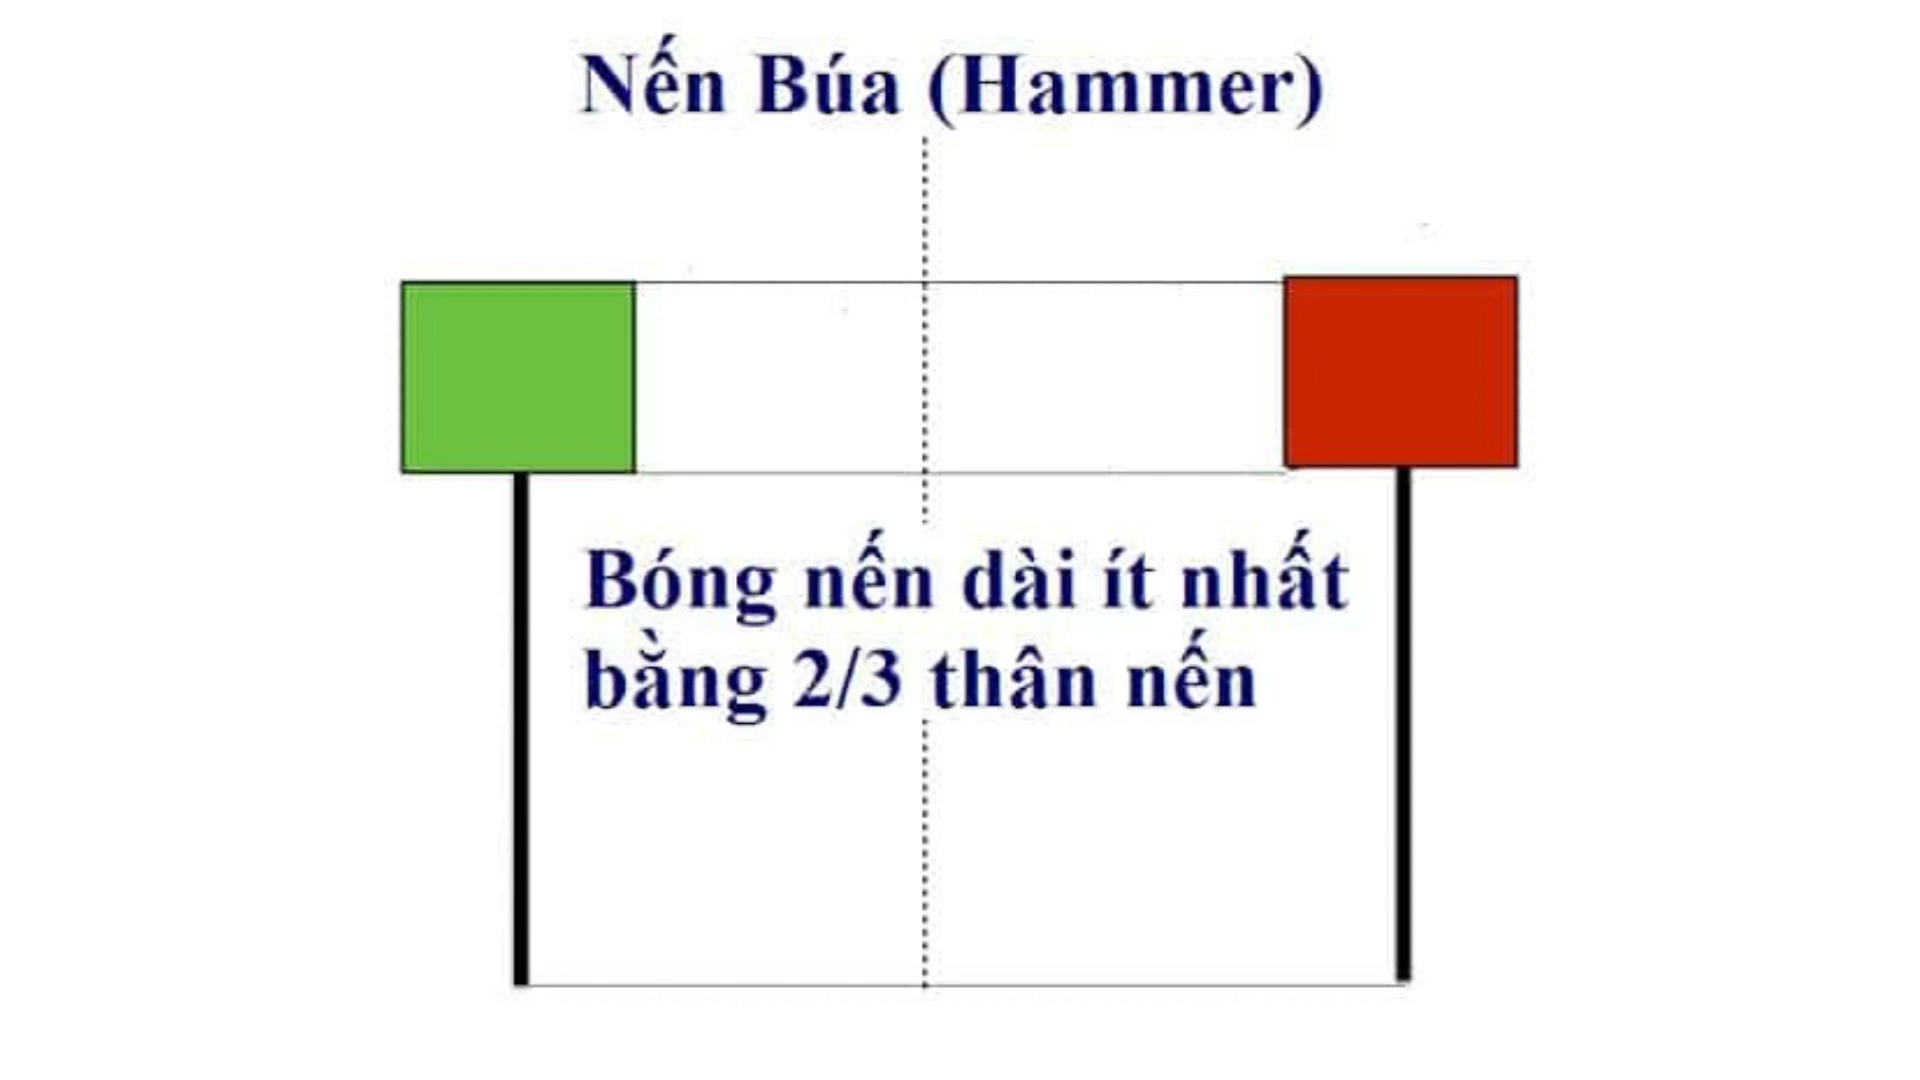 Nến Búa (Hammer)
Bóng nến dài ít nhất
bằng 2/3 thân nến